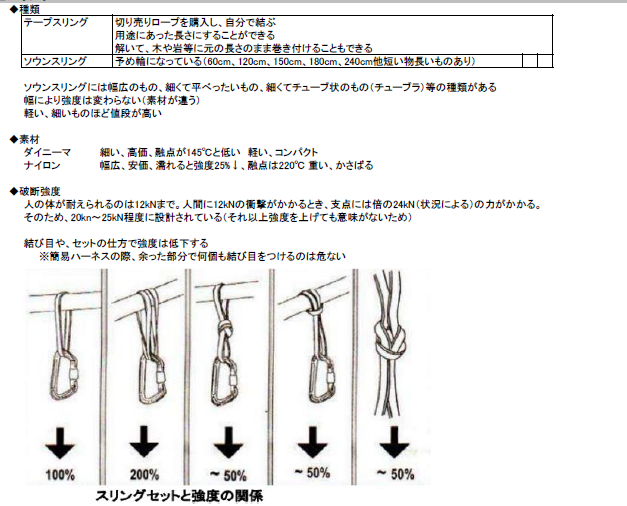 ◆種類
テープスリング 切り売りロープを購入し、自分で結ぶ
用途にあった長さにすることができる
解いて、木や岩等に元の長さのまま巻き付けることもできる
ソウンスリング 予め輪になっている(60cm、120cm、150cm、180cm、240cm他短い物長いものあり)
ソウンスリングには幅広のもの、細くて平べったいもの、細くてチューブ状のもの(チューブラ)等の種類がある
幅により強度は変わらない(素材が違う)
軽い、細いものほど値段が高い
◆素材
ダイニーマ 細い、高価、融点が145℃と低い 軽い、コンパクト
ナイロン 幅広、安価、濡れると強度25%↓、融点は220℃ 重い、かさばる
◆破断強度
人の体が耐えられるのは12kNまで。人間に12kNの衝撃がかかるとき、支点には倍の24kN(状況による)の力がかかる。
そのため、20kn~25kN程度に設計されている(それ以上強度を上げても意味がないため)
結び目や、セットの仕方で強度は低下する
※簡易ハーネスの際、余った部分で何個も結び目をつけるのは危ない
100% 200% ~50% ~50% ~50%
スリングセットと強度の関係